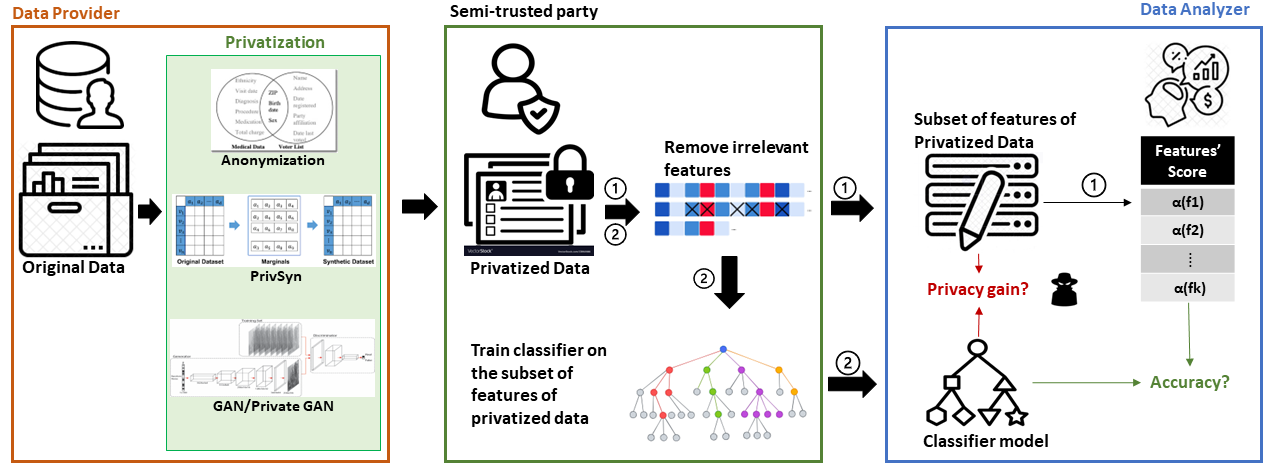 Data Provider
Privatization
Ethnicity
Visit date
Diagnosis
Procedure
Medication
Total charge
ZIP
Birth
date
Sex
Name
Address
Date
registered
Party
affiliation
Date last
voted
Medical Data
Voter List
Anonymization
Original Dataset
Marginals
Synthetic Dataset
PrivSyn
GAN/Private GAN
Original Data
Semi-trusted party
Privatized Data
VectorStock
1
2
Remove irrelevant
features
...
...
...
2
Train classifier on
the subset of
features of
privatized data
1
2
Data Analyzer
%
$
Subset of features of
Privatized Data
1
Features'
Score
α(f1)
α(f2)
⋮
α(fk)
Privacy gain?
Accuracy?
Classifier model